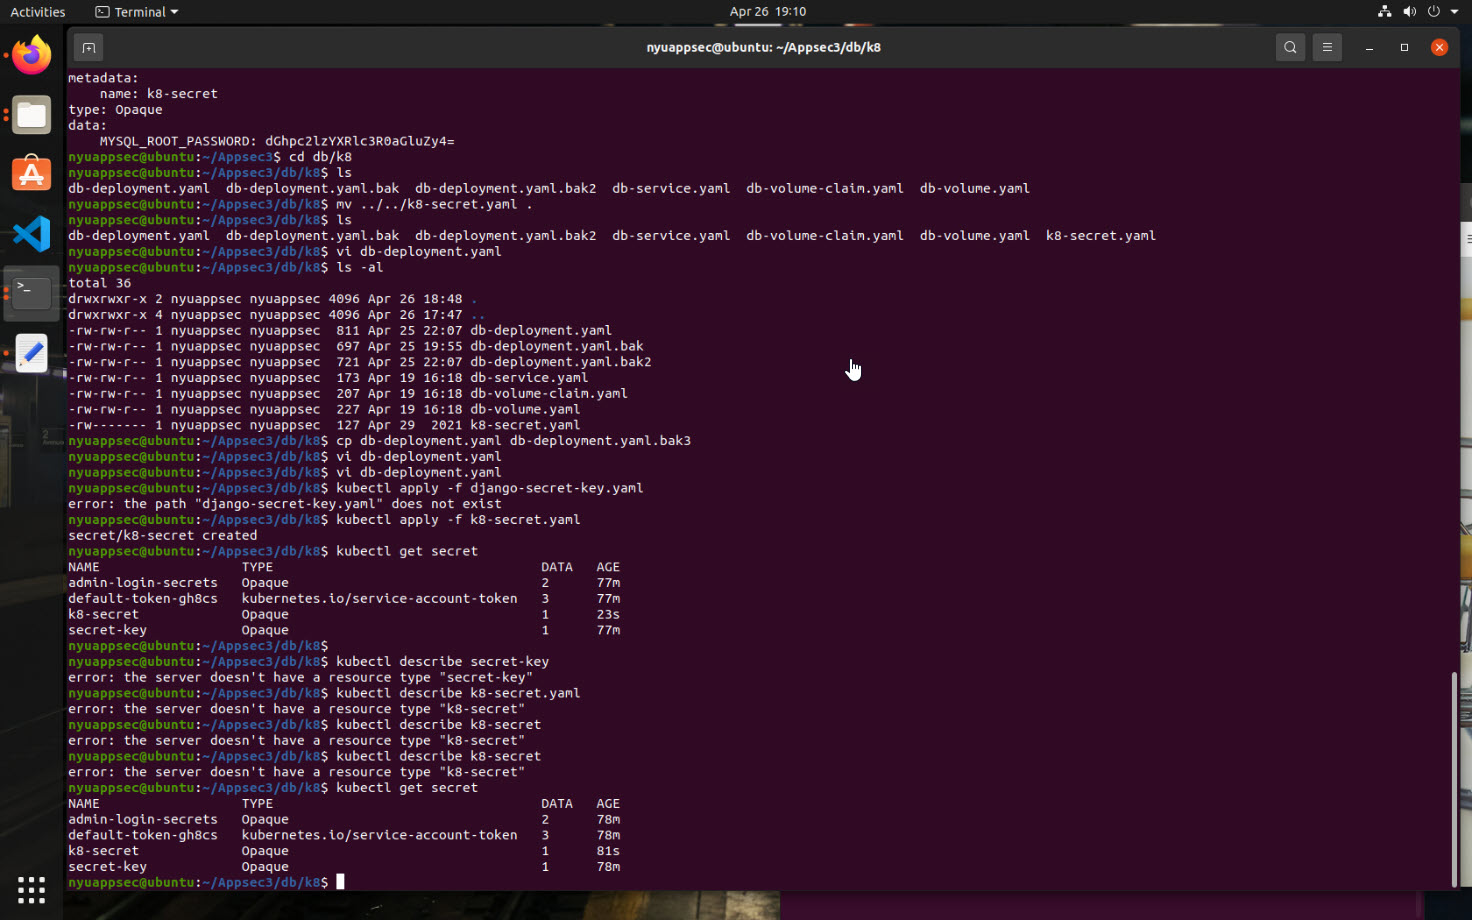 Activities Terminal Apr 26 19:10
nyuappsec@ubuntu: ~/Appsec3/db/k8
metadata:
    name: k8-secret
type: Opaque
data:
    MYSQL_ROOT_PASSWORD: dGhpc2lzYXRlc3R0aGluZy4=
nyuappsec@ubuntu:~/Appsec3$ cd db/k8
nyuappsec@ubuntu:~/Appsec3/db/k8$ ls
db-deployment.yaml  db-deployment.yaml.bak  db-deployment.yaml.bak2  db-service.yaml  db-volume-claim.yaml  db-volume.yaml
nyuappsec@ubuntu:~/Appsec3/db/k8$ mv ../../k8-secret.yaml .
nyuappsec@ubuntu:~/Appsec3/db/k8$ ls
db-deployment.yaml  db-deployment.yaml.bak  db-deployment.yaml.bak2  db-service.yaml  db-volume-claim.yaml  db-volume.yaml  k8-secret.yaml
nyuappsec@ubuntu:~/Appsec3/db/k8$ vi db-deployment.yaml
nyuappsec@ubuntu:~/Appsec3/db/k8$ ls -al
total 36
drwxrwxr-x 2 nyuappsec nyuappsec 4096 Apr 26 18:48 .
drwxrwxr-x 4 nyuappsec nyuappsec 4096 Apr 26 17:47 ..
-rw-rw-r-- 1 nyuappsec nyuappsec  811 Apr 25 22:07 db-deployment.yaml
-rw-rw-r-- 1 nyuappsec nyuappsec  697 Apr 25 19:55 db-deployment.yaml.bak
-rw-rw-r-- 1 nyuappsec nyuappsec  721 Apr 25 22:07 db-deployment.yaml.bak2
-rw-rw-r-- 1 nyuappsec nyuappsec  173 Apr 19 16:18 db-service.yaml
-rw-rw-r-- 1 nyuappsec nyuappsec  207 Apr 19 16:18 db-volume-claim.yaml
-rw-rw-r-- 1 nyuappsec nyuappsec  227 Apr 19 16:18 db-volume.yaml
-rw------- 1 nyuappsec nyuappsec  127 Apr 29  2021 k8-secret.yaml
nyuappsec@ubuntu:~/Appsec3/db/k8$ cp db-deployment.yaml db-deployment.yaml.bak3
nyuappsec@ubuntu:~/Appsec3/db/k8$ vi db-deployment.yaml
nyuappsec@ubuntu:~/Appsec3/db/k8$ vi db-deployment.yaml
nyuappsec@ubuntu:~/Appsec3/db/k8$ kubectl apply -f django-secret-key.yaml
error: the path "django-secret-key.yaml" does not exist
nyuappsec@ubuntu:~/Appsec3/db/k8$ kubectl apply -f k8-secret.yaml
secret/k8-secret created
nyuappsec@ubuntu:~/Appsec3/db/k8$ kubectl get secret
NAME                  TYPE                                  DATA   AGE
admin-login-secrets   Opaque                                2      77m
default-token-gh8cs   kubernetes.io/service-account-token   3      77m
k8-secret             Opaque                                1      23s
secret-key            Opaque                                1      77m
nyuappsec@ubuntu:~/Appsec3/db/k8$
nyuappsec@ubuntu:~/Appsec3/db/k8$ kubectl describe secret-key
error: the server doesn't have a resource type "secret-key"
nyuappsec@ubuntu:~/Appsec3/db/k8$ kubectl describe k8-secret.yaml
error: the server doesn't have a resource type "k8-secret"
nyuappsec@ubuntu:~/Appsec3/db/k8$ kubectl describe k8-secret
error: the server doesn't have a resource type "k8-secret"
nyuappsec@ubuntu:~/Appsec3/db/k8$ kubectl describe k8-secret
error: the server doesn't have a resource type "k8-secret"
nyuappsec@ubuntu:~/Appsec3/db/k8$ kubectl get secret
NAME                  TYPE                                  DATA   AGE
admin-login-secrets   Opaque                                2      78m
default-token-gh8cs   kubernetes.io/service-account-token   3      78m
k8-secret             Opaque                                1      81s
secret-key            Opaque                                1      78m
nyuappsec@ubuntu:~/Appsec3/db/k8$